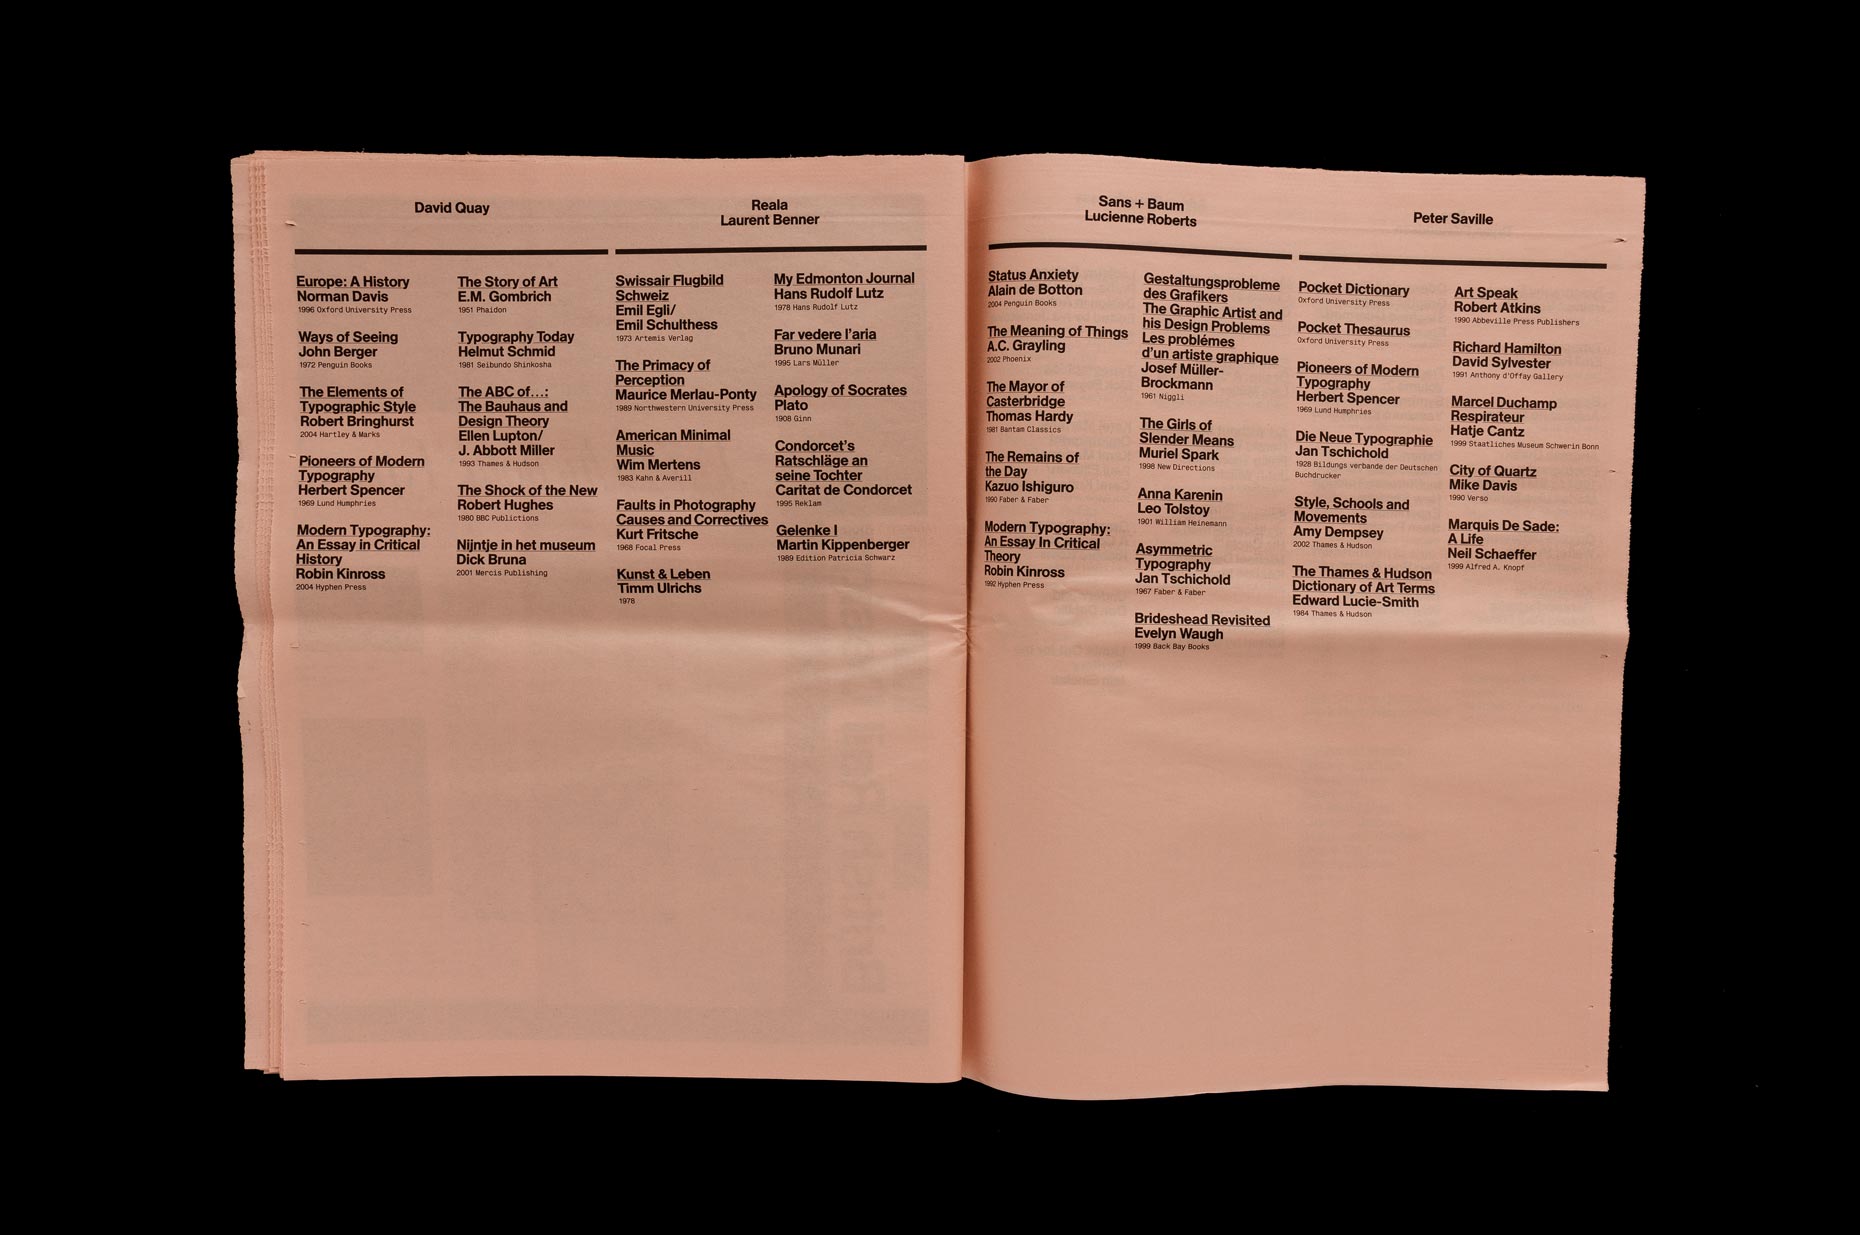 David Quay
Europe: A History
Norman Davis
1996 Oxford University Press
Ways of Seeing
John Berger
1972 Penguin Books
The Elements of
Typographic Style
Robert Bringhurst
2004 Hartley & Marks
Pioneers of Modern
Typography
Herbert Spencer
1969 Lund Humphries
Modern Typography:
An Essay in Critical
History
Robin Kinross
2004 Hyphen Press
The Story of Art
E.M. Gombrich
1951 Phaidon
Typography Today
Helmut Schmid
1981 Seibundo Shinkosha
The ABC of...:
The Bauhaus and
Design Theory
Ellen Lupton/
J. Abbott Miller
1993 Thames & Hudson
The Shock of the New
Robert Hughes
1980 BBC Publictions
Nijntje in het museum
Dick Bruna
2001 Mercis Publishing
Reala
Laurent Benner
Swissair Flugbild
Schweiz
Emil Egli/
Emil Schulthess
1973 Artemis Verlag
The Primacy of
Perception
Maurice Merlau-Ponty
1989 Northwestern University Press
American Minimal
Music
Wim Mertens
1983 Kahn & Averill
Faults in Photography
Causes and Correctives
Kurt Fritsche
1968 Focal Press
Kunst & Leben
Timm Ulrichs
1978
My Edmonton Journal
Hans Rudolf Lutz
1978 Hans Rudolf Lutz
Far vedere l'aria
Bruno Munari
1995 Lars Müller
Apology of Socrates
Plato
1908 Ginn
Condorcet's
Ratschläge an
seine Tochter
Caritat de Condorcet
1995 Reklam
Gelenke I
Martin Kippenberger
1989 Edition Patricia Schwarz
Sans + Baum
Lucienne Roberts
Status Anxiety
Alain de Botton
2004 Penguin Books
The Meaning of Things
A.C. Grayling
2002 Phoenix
The Mayor of
Casterbridge
Thomas Hardy
1981 Bantam Classics
The Remains of
the Day
Kazuo Ishiguro
1990 Faber & Faber
Modern Typography:
An Essay In Critical
Theory
Robin Kinross
1992 Hyphen Press
Gestaltungsprobleme
des Grafikers
The Graphic Artist and
his Design Problems
Les problémes
d'un artiste graphique
Josef Müller-
Brockmann
1961 Niggli
The Girls of
Slender Means
Muriel Spark
1998 New Directions
Anna Karenin
Leo Tolstoy
1901 William Heinemann
Asymmetric
Typography
Jan Tschichold
1967 Faber & Faber
Brideshead Revisited
Evelyn Waugh
1999 Back Bay Books
Peter Saville
Pocket Dictionary
Oxford University Press
Pocket Thesaurus
Oxford University Press
Pioneers of Modern
Typography
Herbert Spencer
1969 Lund Humphries
Die Neue Typographie
Jan Tschichold
1928 Bildungs verbande der Deutschen
Buchdrucker
Style, Schools and
Movements
Amy Dempsey
2002 Thames & Hudson
The Thames & Hudson
Dictionary of Art Terms
Edward Lucie-Smith
1984 Thames & Hudson
Art Speak
Robert Atkins
1990 Abbeville Press Publishers
Richard Hamilton
David Sylvester
1991 Anthony d'Offay Gallery
Marcel Duchamp
Respirateur
Hatje Cantz
1999 Staatliches Museum Schwerin Bonn
City of Quartz
Mike Davis
1990 Verso
Marquis De Sade:
A Life
Neil Schaeffer
1999 Alfred A. Knopf